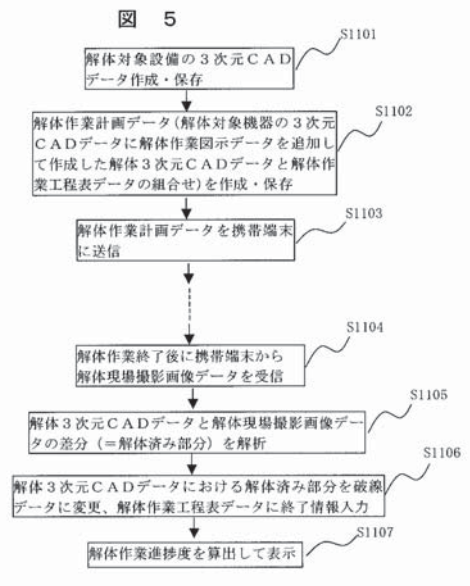 図 5
S1101
解体対象設備の3次元CAD
データ作成・保存
S1102
解体作業計画データ(解体対象機器の3次元
CADデータに解体作業図示データを追加し
て作成した解体3次元CADデータと解体作
業工程表データの組合せ)を作成・保存
S1103
解体作業計画データを携帯端末
に送信
S1104
解体作業終了後に携帯端末から
解体現場撮影画像データを受信
S1105
解体3次元CADデータと解体現場撮影画像デー
タの差分(=解体済み部分)を解析
S1106
解体3次元CADデータにおける解体済み部分を破線
データに変更、解体作業工程表データに終了情報入力
S1107
解体作業進捗度を算出して表示